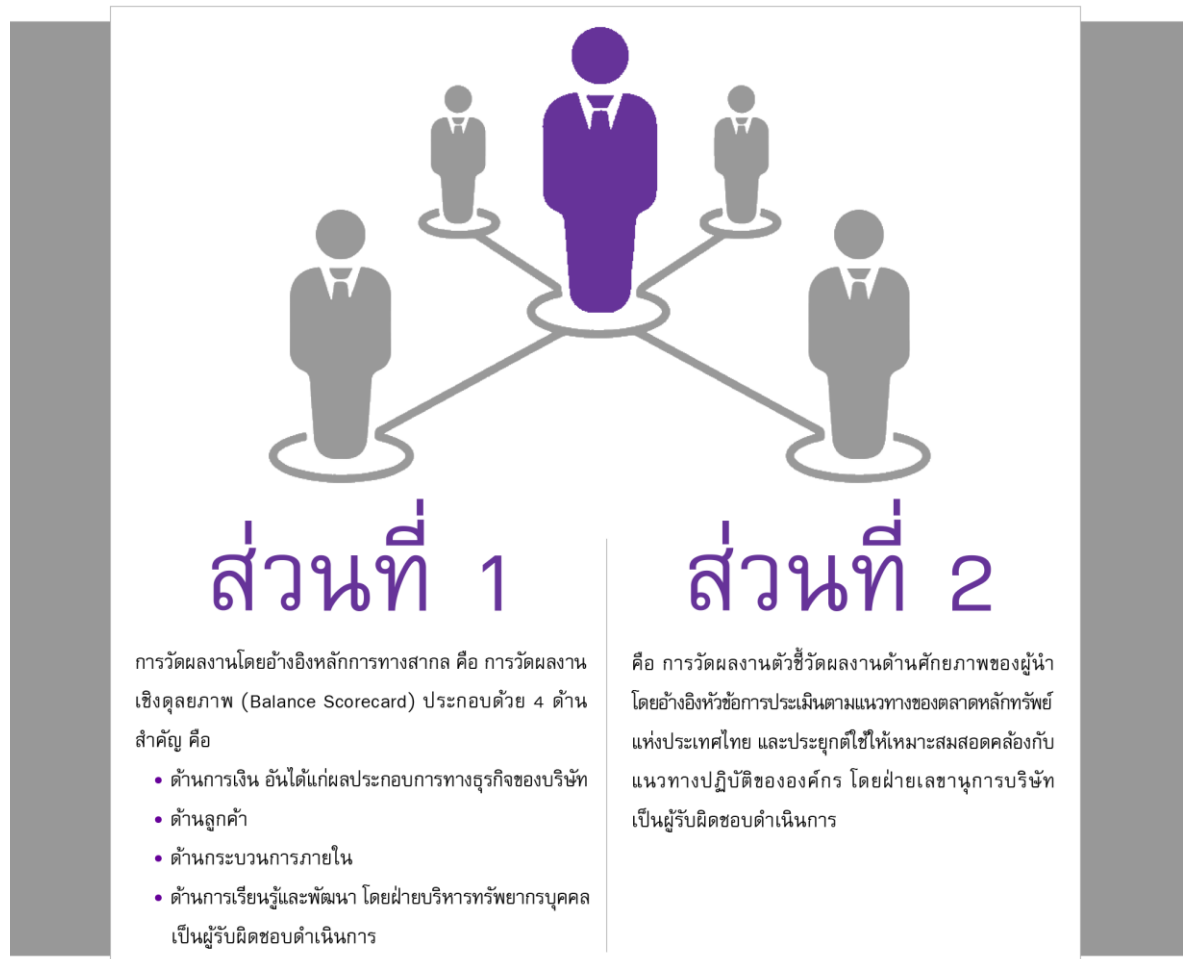 ส่วนที่ 1
การวัดผลงานโดยอ้างอิงหลักการทางสากล คือ การวัดผลงาน
เชิงดุลยภาพ (Balance Scorecard) ประกอบด้วย 4 ด้าน
สำคัญ คือ
• ด้านการเงิน อันได้แก่ผลประกอบการทางธุรกิจของบริษัท
• ด้านลูกค้า
• ด้านกระบวนการภายใน
• ด้านการเรียนรู้และพัฒนา โดยฝ่ายบริหารทรัพยากรบุคคล
เป็นผู้รับผิดชอบดำเนินการ
ส่วนที่ 2
คือ การวัดผลงานตัวชี้วัดผลงานด้านศักยภาพของผู้นำ
โดยอ้างอิงหัวข้อการประเมินตามแนวทางของตลาดหลักทรัพย์
แห่งประเทศไทย และประยุกต์ใช้ให้เหมาะสมสอดคล้องกับ
แนวทางปฏิบัติขององค์กร โดยฝ่ายเลขานุการบริษัท
เป็นผู้รับผิดชอบดำเนินการ